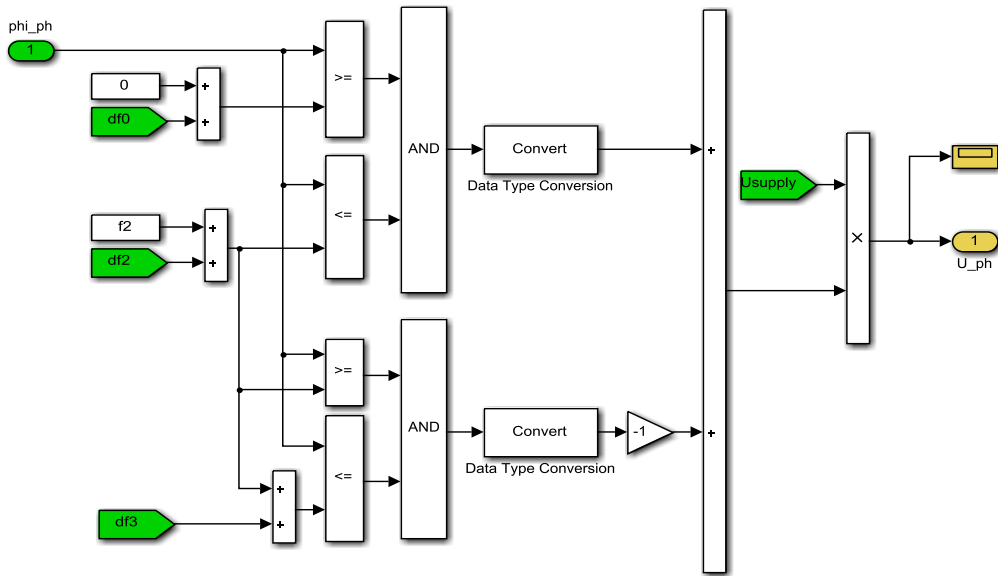 phi_ph
1
0
df0
+
+
>=
<=
AND
Convert
Data Type Conversion
+
f2
df2
+
+
Usupply
×
1
U_ph
>=
<=
AND
Convert
Data Type Conversion
-1
+
df3
+
+